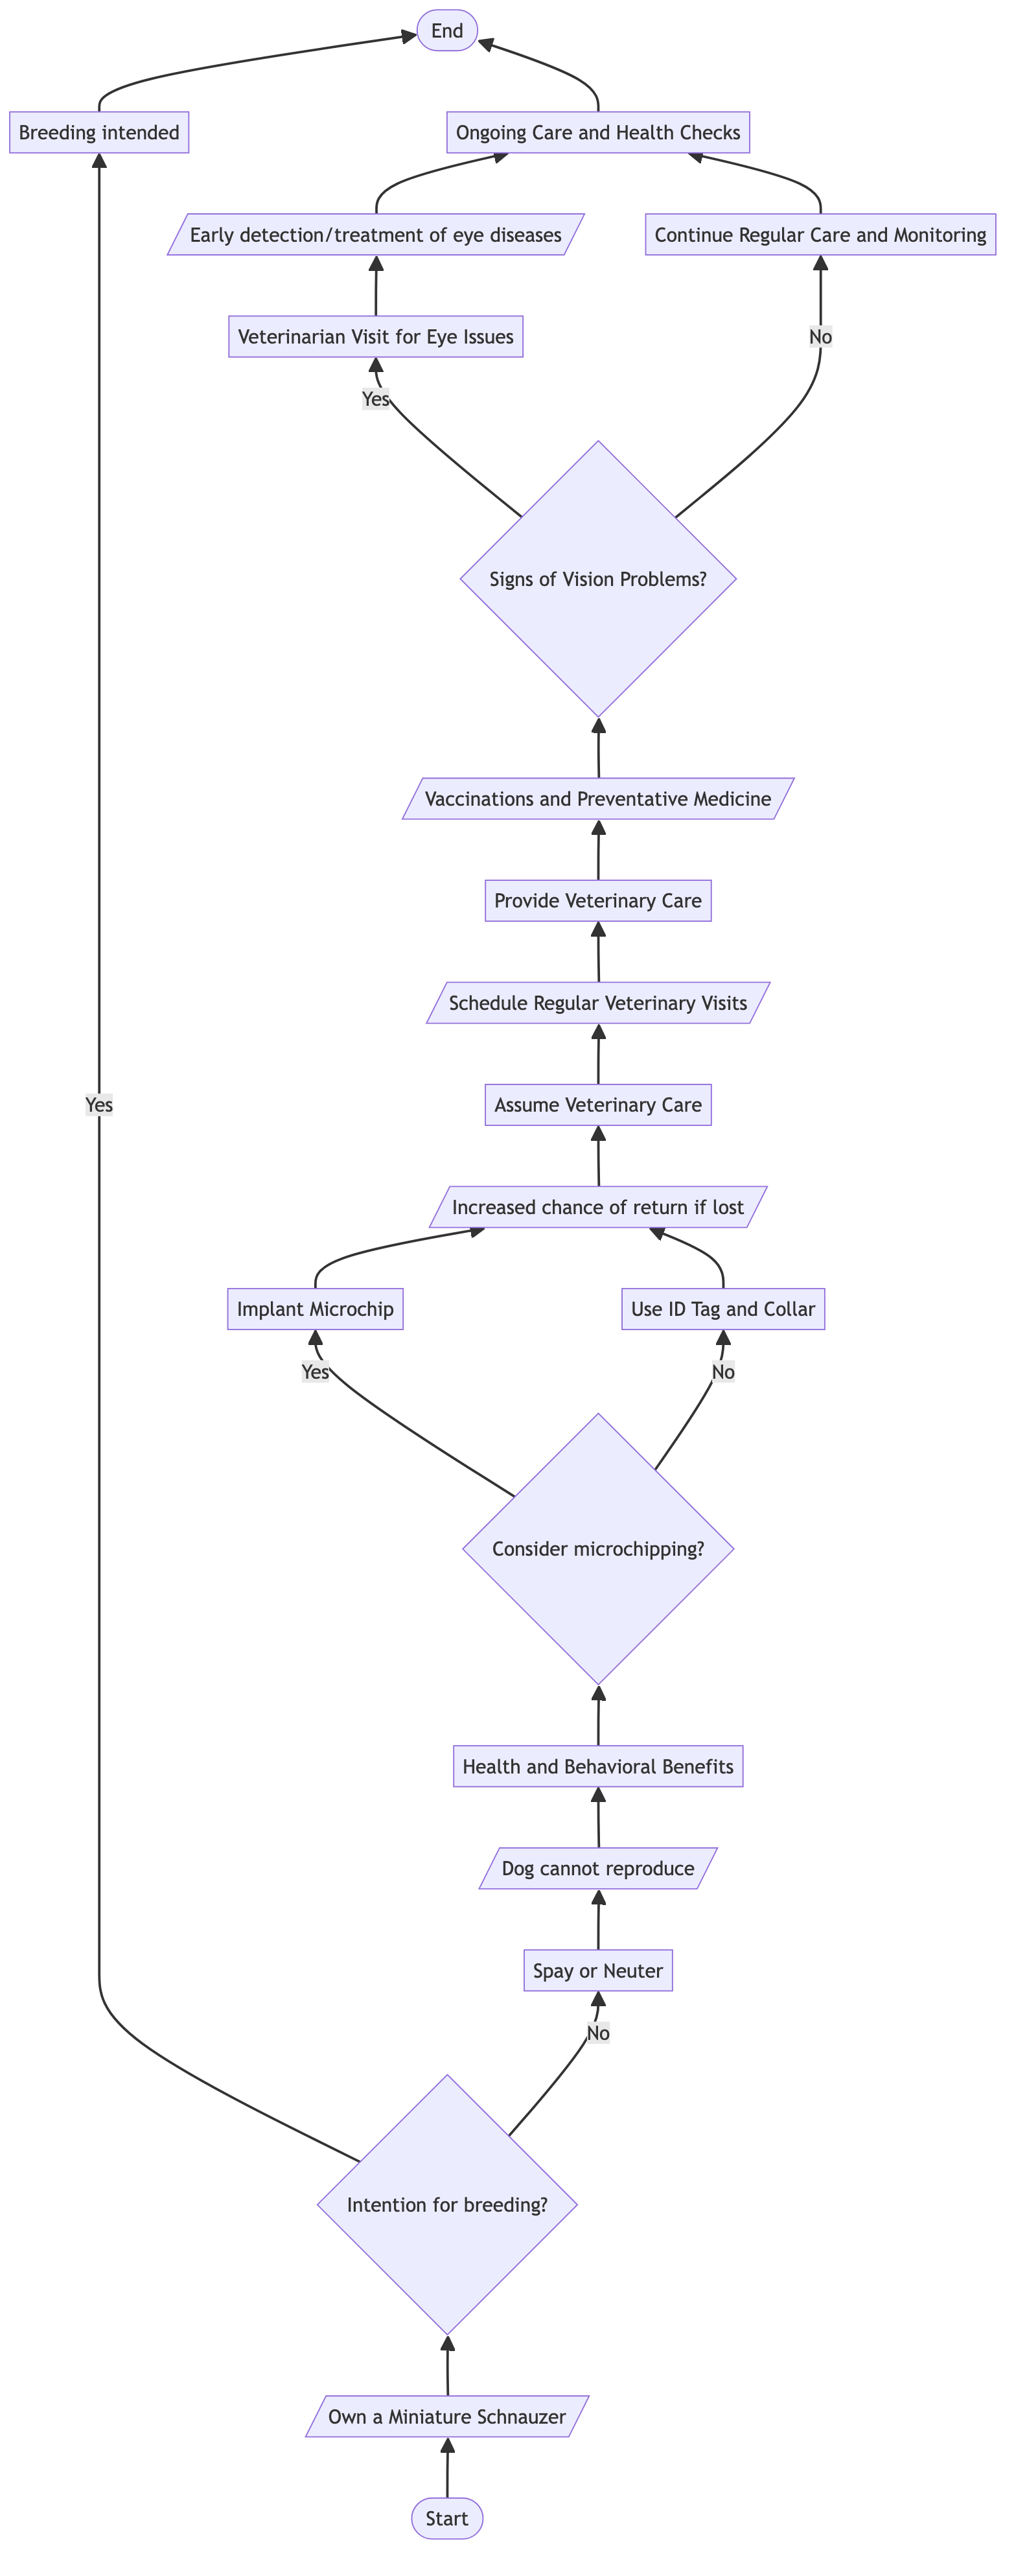 End
Breeding intended
Ongoing Care and Health Checks
Early detection/treatment of eye diseases
Continue Regular Care and Monitoring
Veterinarian Visit for Eye Issues
No
Yes
Signs of Vision Problems?
Vaccinations and Preventative Medicine
Provide Veterinary Care
Schedule Regular Veterinary Visits
Assume Veterinary Care
Yes
Increased chance of return if lost
Implant Microchip
Use ID Tag and Collar
Yes
No
Consider microchipping?
Health and Behavioral Benefits
Dog cannot reproduce
Spay or Neuter
No
Intention for breeding?
Own a Miniature Schnauzer
Start